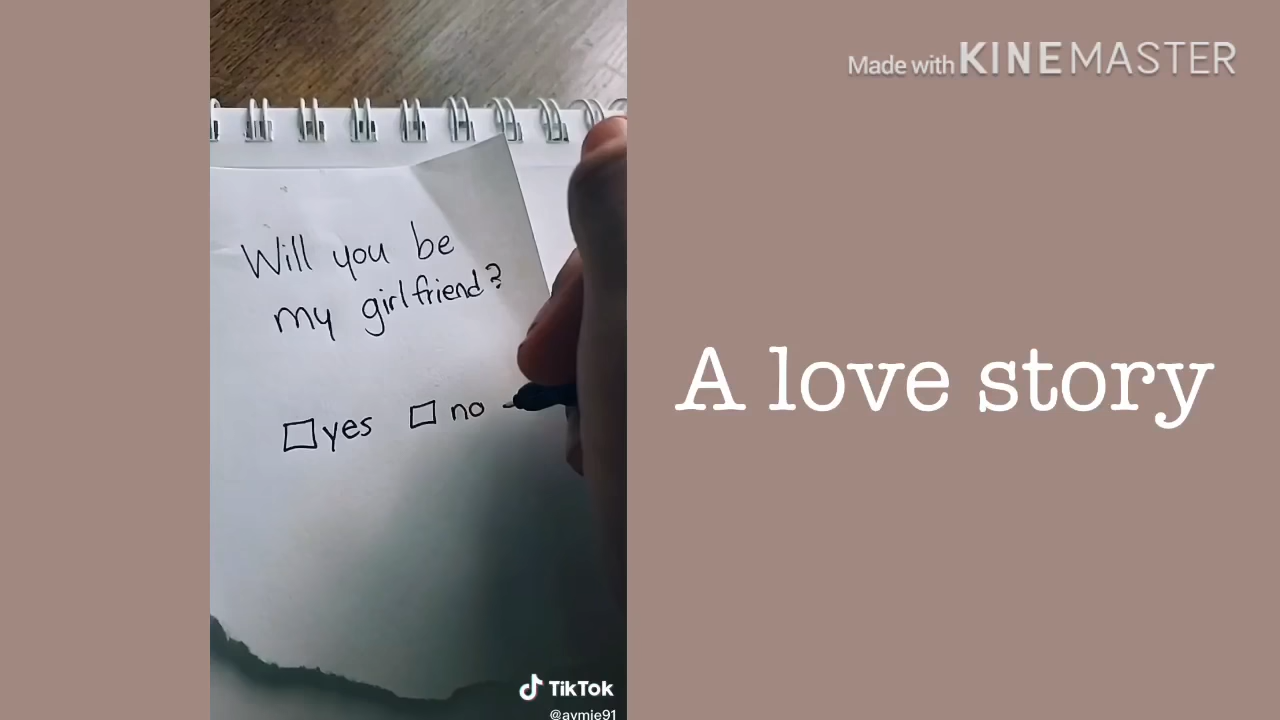 Made with KINEMASTER
Will you be
my girlfriend?
yes no
A love story
TikTok
@aymie91